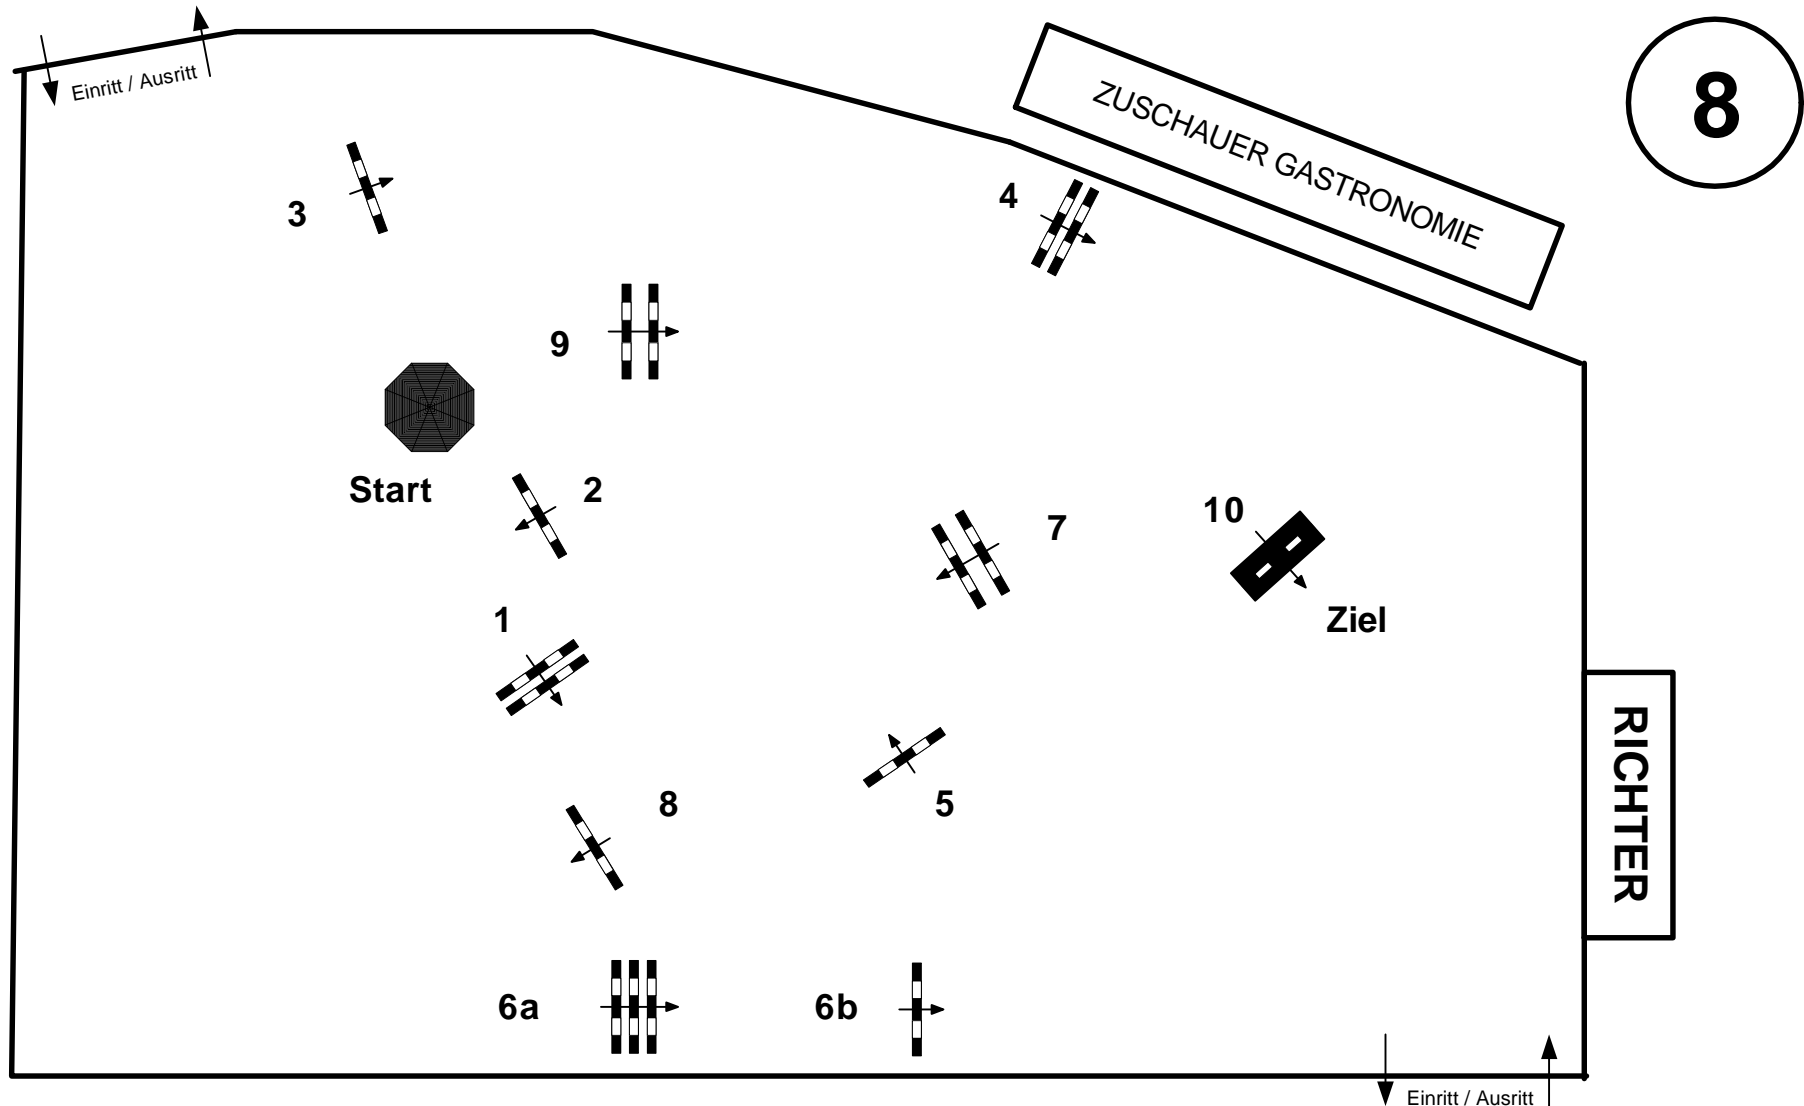 Einritt / Ausritt
ZUSCHAUER GASTRONOMIE
8
3
4
9
Start
2
7
10
1
Ziel
8
5
RICHTER
6a
6b
Einritt / Ausritt